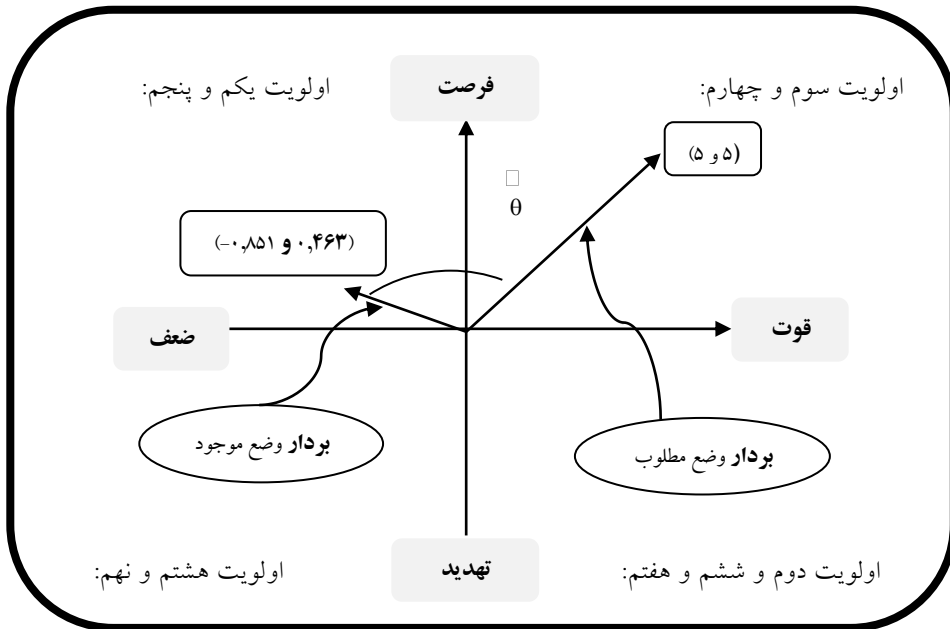 اولویت سوم و چهارم:
فرصت
اولویت یکم و پنجم:
(۵ و ۵)
θ
(۰,۴۶۳ و ۰,۸۵۱-)
قوت
ضعف
بردار وضع موجود
بردار وضع مطلوب
اولویت دوم و ششم و هفتم:
تهدید
اولویت هشتم و نهم: